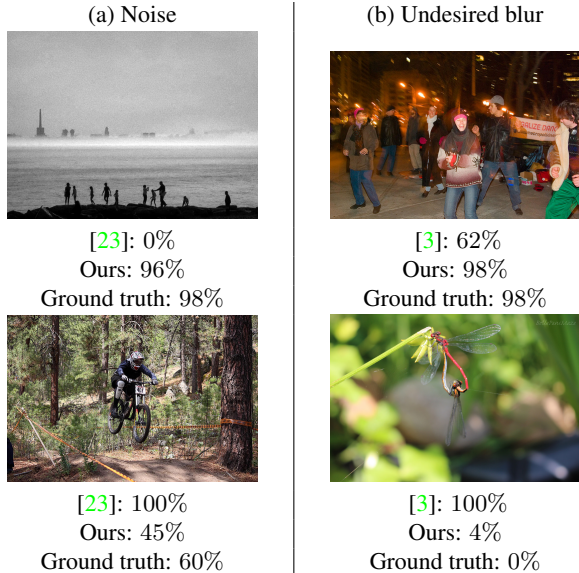 (a) Noise
[23]: 0%
Ours: 96%
Ground truth: 98%
[23]: 100%
Ours: 45%
Ground truth: 60%
(b) Undesired blur
[3]: 62%
Ours: 98%
Ground truth: 98%
[3]: 100%
Ours: 4%
Ground truth: 0%